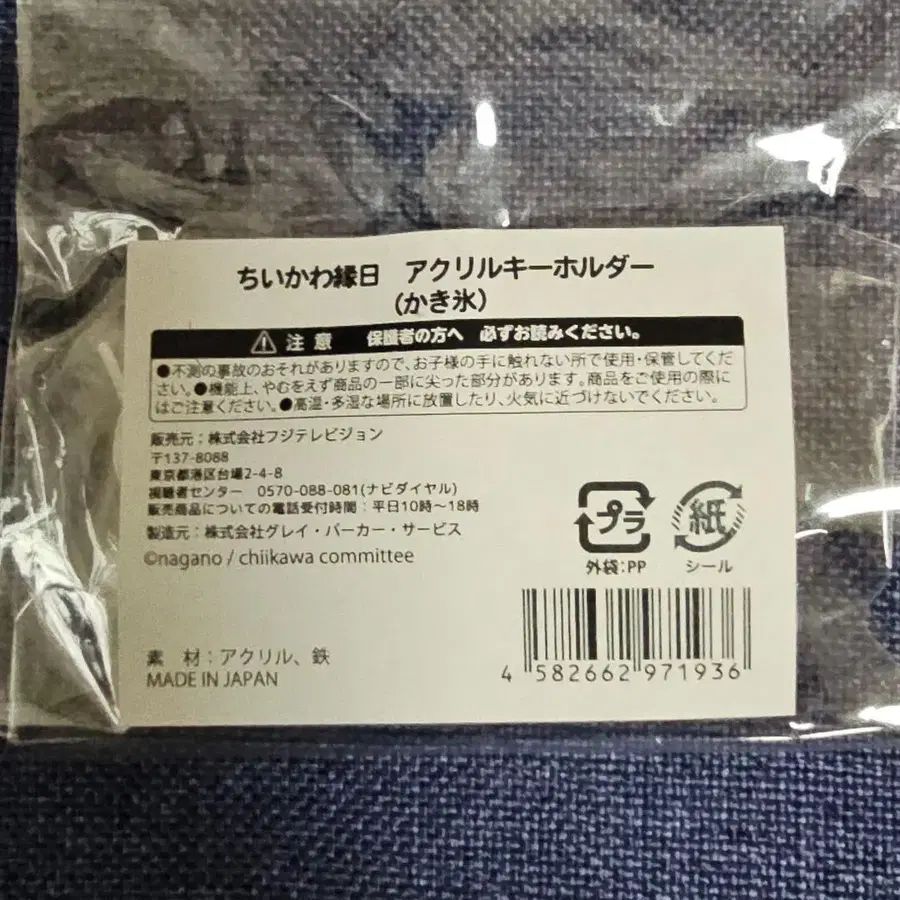 ちいかわ縁日　アクリルキーホルダー
（かき氷）
注 意　保護者の方へ　必ずお読みください。
●不測の事故のおそれがありますので、お子様の手に触れない所で使用・保管してくだ
さい。●機能上、やむをえず商品の一部に尖った部分があります。商品をご使用の際に
はご注意ください。●高温・多湿な場所に放置したり、火気に近づけないでください。
販売元：株式会社フジテレビジョン
〒137-8088
東京都港区台場2-4-8
視聴者センター　0570-088-081(ナビダイヤル)
販売商品についての電話受付時間：平日10時～18時
製造元：株式会社グレイ・パーカー・サービス
©nagano / chiikawa committee
プラ
外袋：PP
紙
シール
素　材：アクリル、鉄
MADE IN JAPAN
4 582662 971936